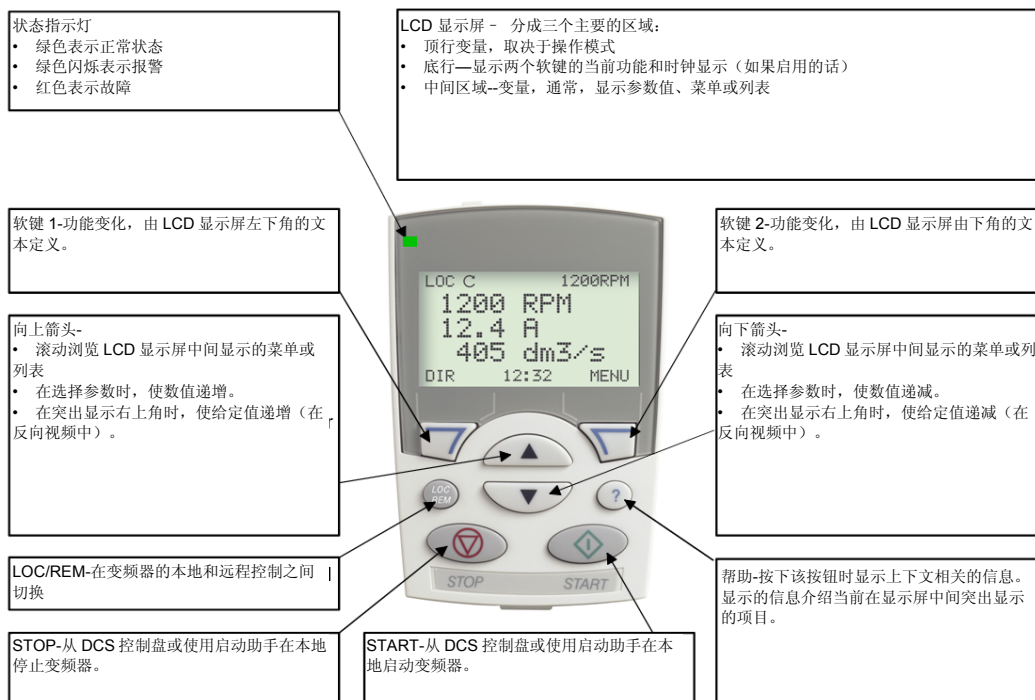 状态指示灯
• 绿色表示正常状态
• 绿色闪烁表示报警
• 红色表示故障
LCD 显示屏– 分成三个主要的区域:
• 顶行变量，取决于操作模式
• 底行—显示两个软键的当前功能和时钟显示（如果启用的话）
• 中间区域--变量，通常，显示参数值、菜单或列表
软键 1-功能变化，由 LCD 显示屏左下角的文
本定义。
软键 2-功能变化，由 LCD 显示屏由下角的文
本定义。
向上箭头-
• 滚动浏览 LCD 显示屏中间显示的菜单或
列表
• 在选择参数时，使数值递增。
• 在突出显示右上角时，使给定值递增（在
反向视频中）。
向下箭头-
• 滚动浏览 LCD 显示屏中间显示的菜单或列
表
• 在选择参数时，使数值递减。
• 在突出显示右上角时，使给定值递减（在
反向视频中）。
LOC C 1200RPM
1200 RPM
12.4 A
405 dm3/s
DIR 12:32 MENU
LOC
REM
?
STOP START
LOC/REM-在变频器的本地和远程控制之间
切换
帮助-按下该按钮时显示上下文相关的信息。
显示的信息介绍当前在显示屏中间突出显示
的项目。
STOP-从 DCS 控制盘或使用启动助手在本地
停止变频器。
START-从 DCS 控制盘或使用启动助手在本
地启动变频器。